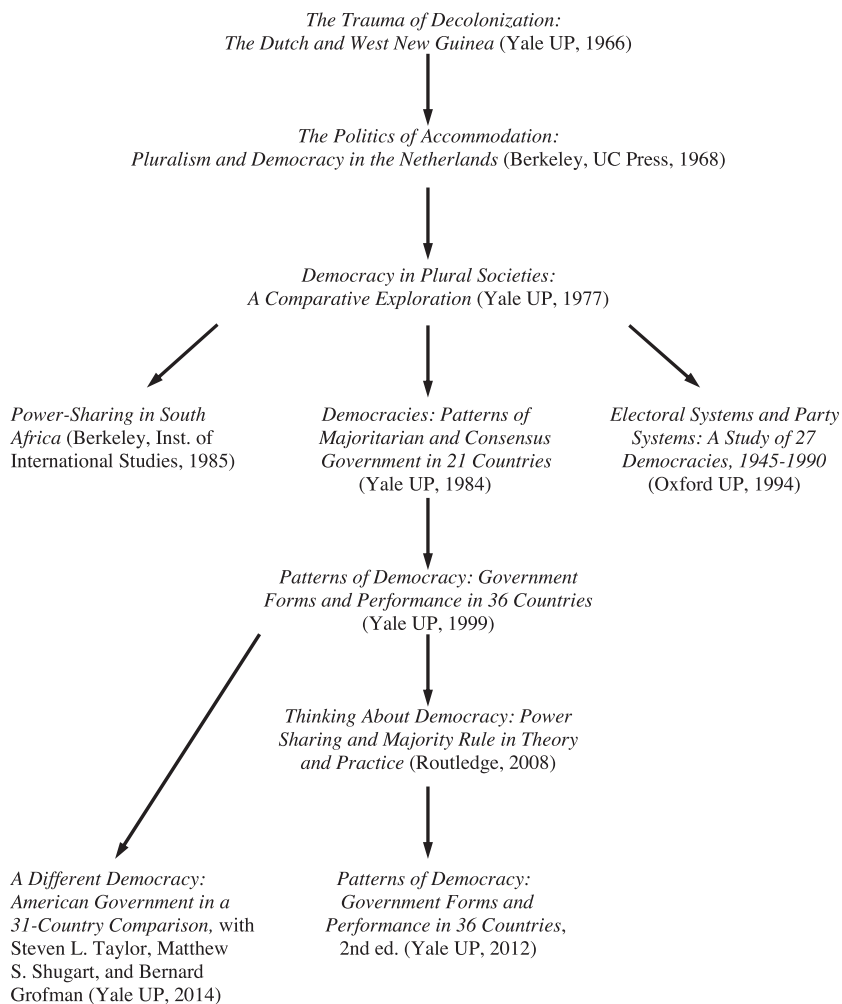 The Trauma of Decolonization:
The Dutch and West New Guinea (Yale UP, 1966)
The Politics of Accommodation:
Pluralism and Democracy in the Netherlands (Berkeley, UC Press, 1968)
Democracy in Plural Societies:
A Comparative Exploration (Yale UP, 1977)
Power-Sharing in South
Africa (Berkeley, Inst. of
International Studies, 1985)
Democracies: Patterns of
Majoritarian and Consensus
Government in 21 Countries
(Yale UP, 1984)
Electoral Systems and Party
Systems: A Study of 27
Democracies, 1945-1990
(Oxford UP, 1994)
Patterns of Democracy: Government
Forms and Performance in 36 Countries
(Yale UP, 1999)
Thinking About Democracy: Power
Sharing and Majority Rule in Theory
and Practice (Routledge, 2008)
A Different Democracy:
American Government in a
31-Country Comparison, with
Steven L. Taylor, Matthew
S. Shugart, and Bernard
Grofman (Yale UP, 2014)
Patterns of Democracy:
Government Forms and
Performance in 36 Countries,
2nd ed. (Yale UP, 2012)